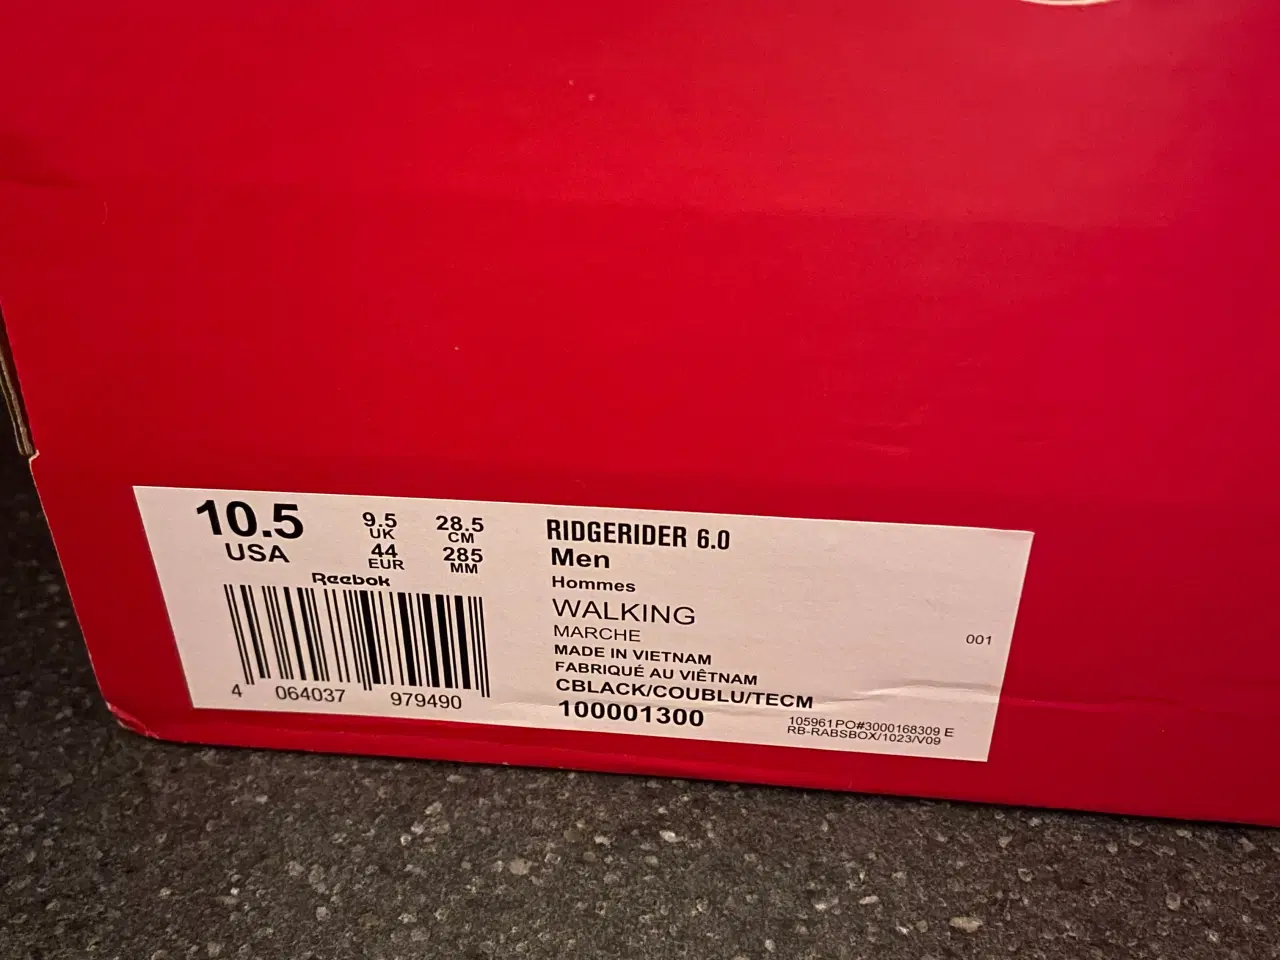 10.5
USA
9.5
UK
44
EUR
28.5
CM
285
MM
Reebok
4 064037 979490
RIDGERIDER 6.0
Men
Hommes
WALKING
MARCHE
MADE IN VIETNAM
FABRIQUÉ AU VIÊTNAM
CBLACK/COUBLU/TECM
100001300
001
105961PO#3000168309 E
RB-RABSBOX/1023/V09